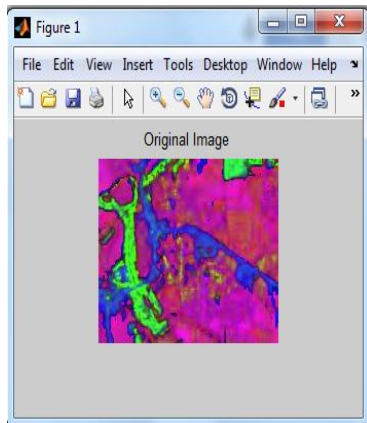 Figure 1
File Edit View Insert Tools Desktop Window Help
Original Image